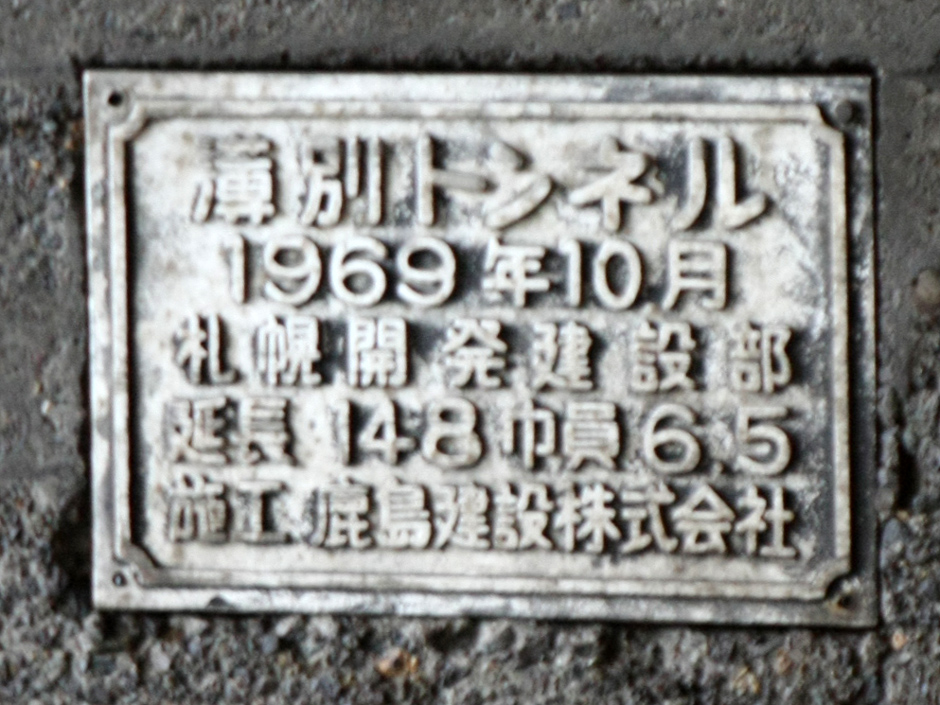 薄別トンネル
1969年10月
札幌開発建設部
延長 148 巾員 6.5
施工 鹿島建設株式会社